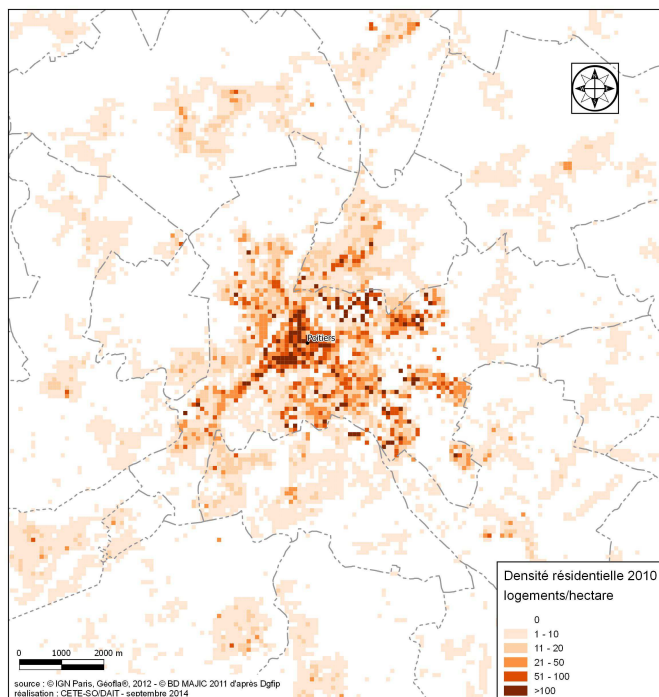 Poitiers
Densité résidentielle 2010
logements/hectare
0
1 - 10
11 - 20
21 - 50
51 - 100
>100
0 1000 2000 m
source : © IGN Paris, Géofla®, 2012 - © BD MAJIC 2011 d'après Dgfip
réalisation : CETE-SO/DAIT - septembre 2014